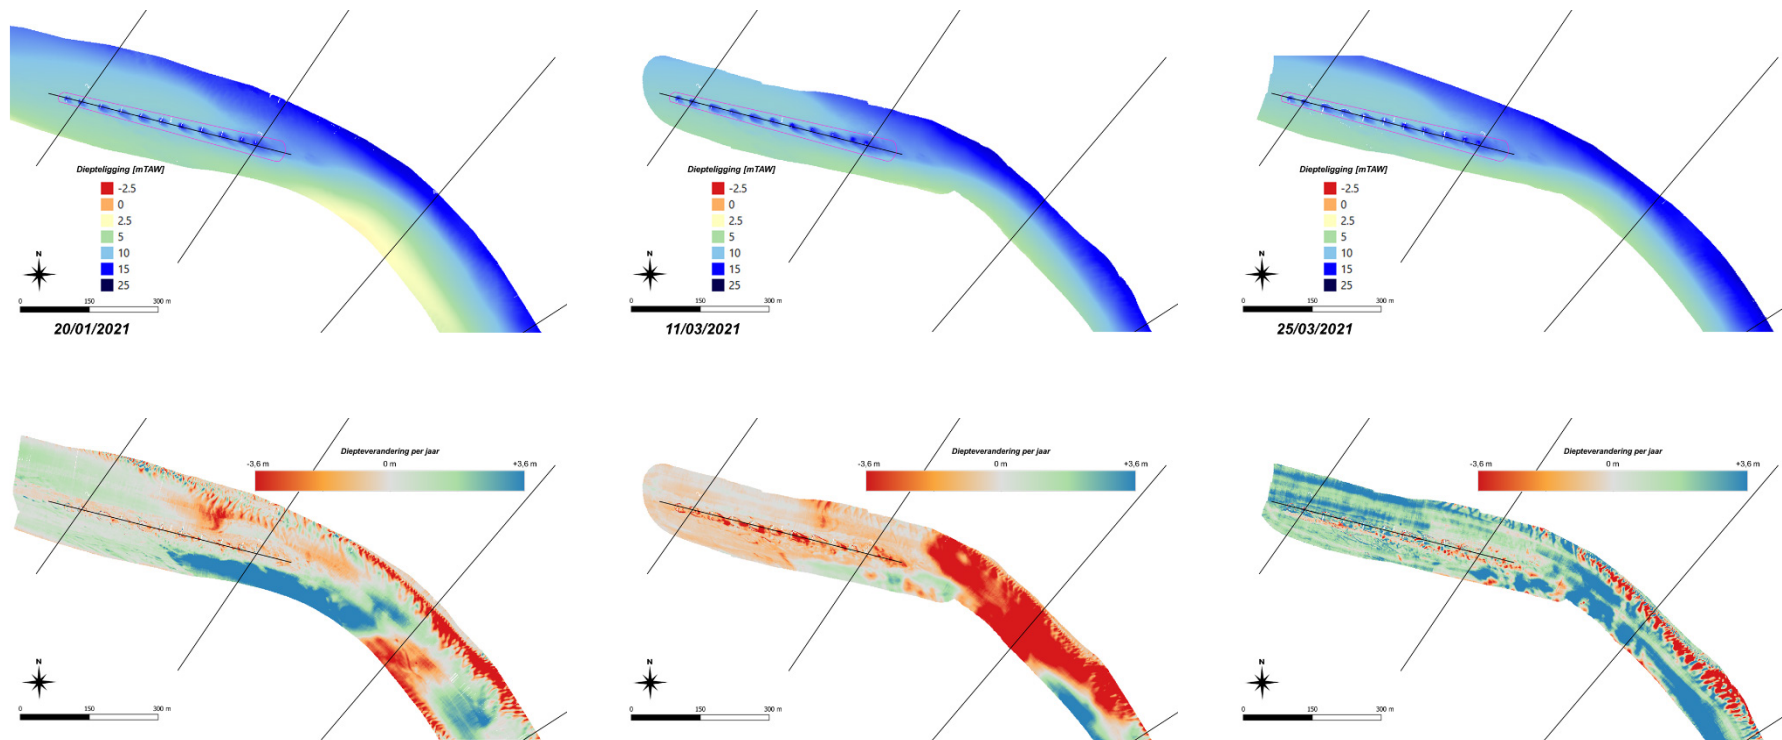 Diepteligging [mTAW]
-2.5
0
2.5
5
10
15
25
N
0 150 300 m
20/01/2021
Diepteligging [mTAW]
-2.5
0
2.5
5
10
15
25
N
0 150 300 m
11/03/2021
Diepteligging [mTAW]
-2.5
0
2.5
5
10
15
25
N
0 150 300 m
25/03/2021
Diepteverandering per jaar
-3,6 m 0 m +3,6 m
N
0 150 300 m
Diepteverandering per jaar
-3,6 m 0 m +3,6 m
N
0 150 300 m
Diepteverandering per jaar
-3,6 m 0 m +3,6 m
N
0 150 300 m